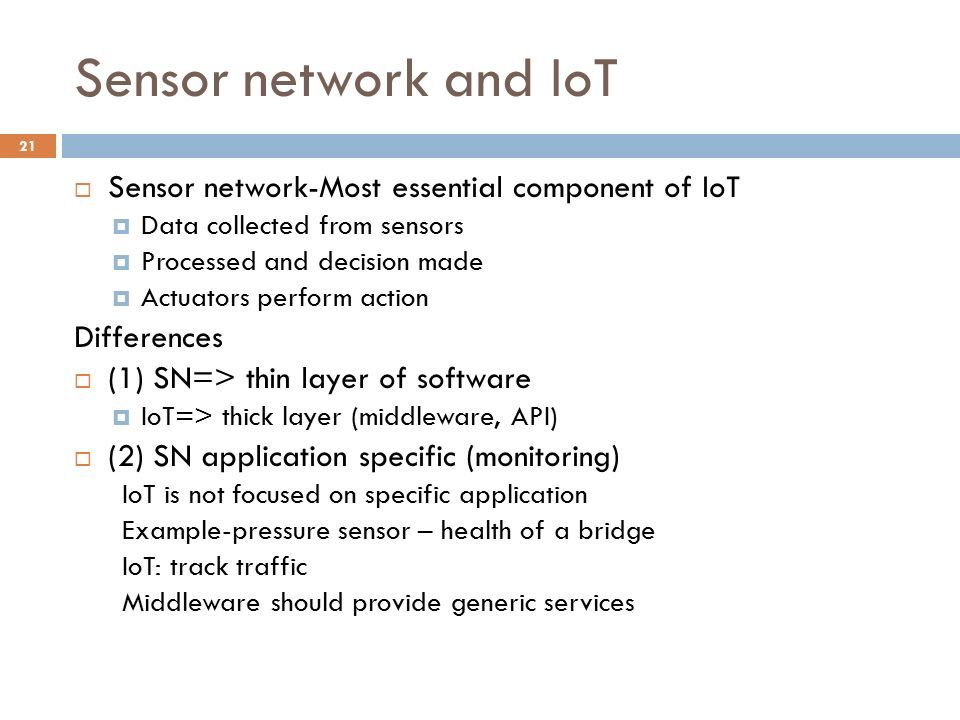 Sensor network and IoT
21
Sensor network-Most essential component of IoT
Data collected from sensors
Processed and decision made
Actuators perform action
Differences
(1) SN=> thin layer of software
IoT=> thick layer (middleware, API)
(2) SN application specific (monitoring)
IoT is not focused on specific application
Example-pressure sensor – health of a bridge
IoT: track traffic
Middleware should provide generic services